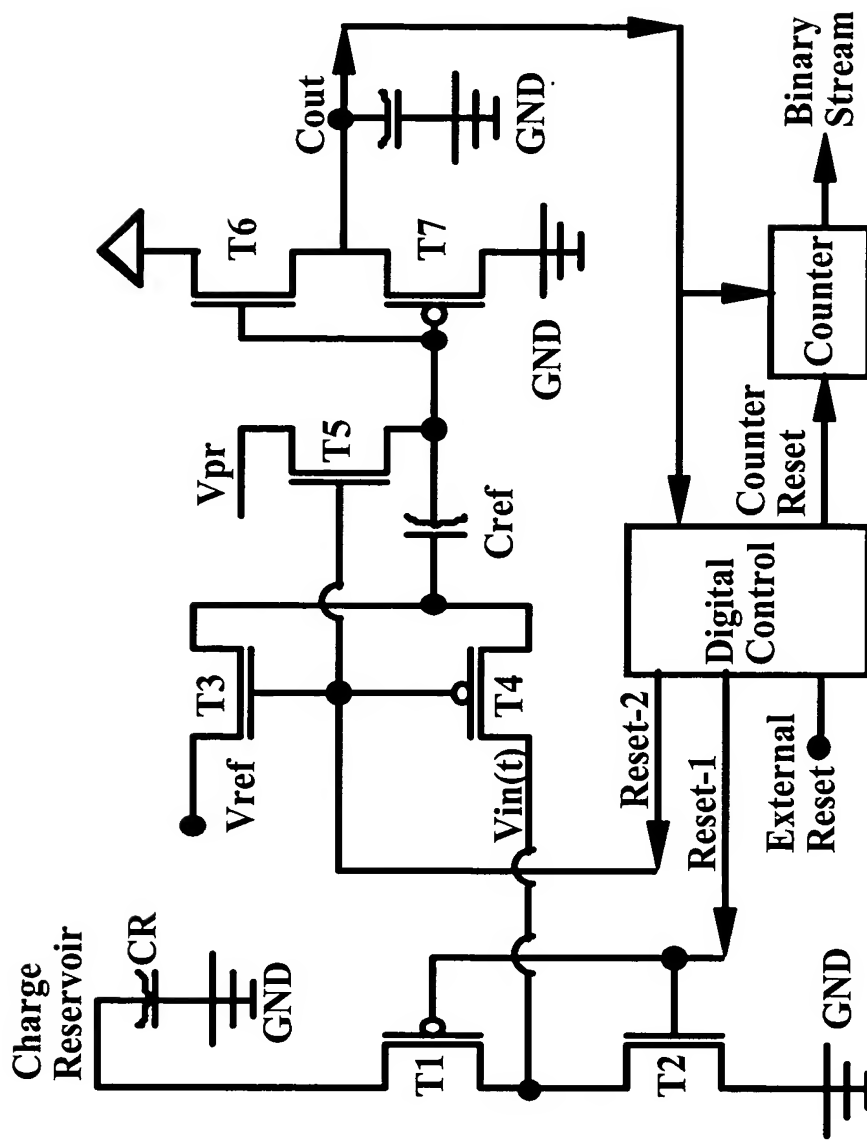 Charge
Reservoir
CR
GND
T1
T2
GND
Vref
T3
Vin(t)
T4
Vpr
T5
Cref
T6
T7
GND
Cout
GND
Reset-2
Reset-1
External
Reset
Digital
Control
Counter
Reset
Counter
Binary
Stream